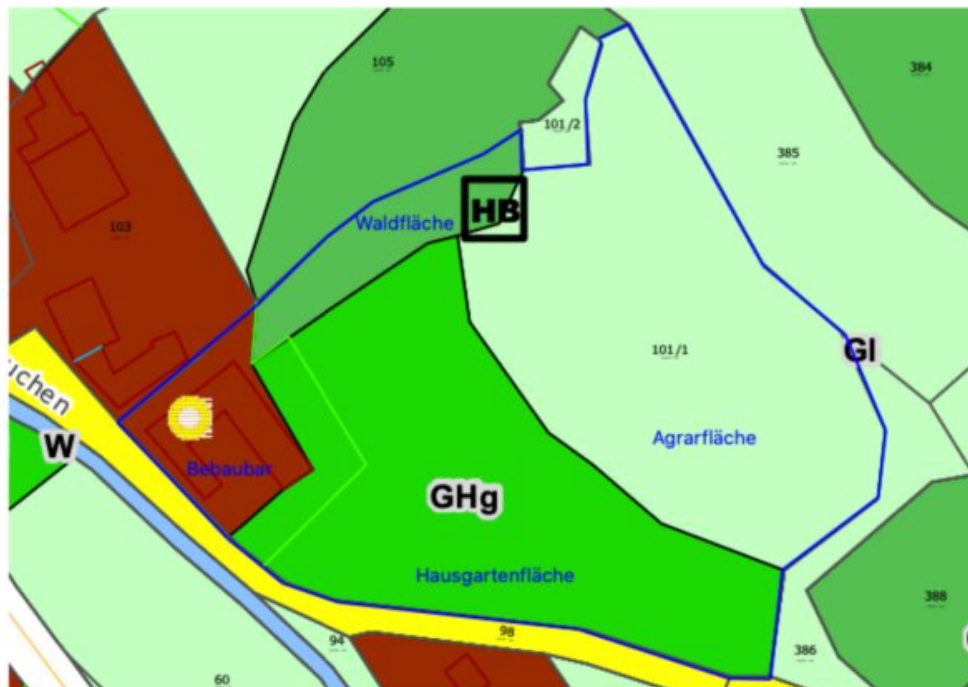 105
384
101/2
385
Waldfläche
HB
103
101/1
Gl
uchen
Agrarfläche
W
Bebaubar
GHg
Hausgartenfläche
388
98
94
386
60